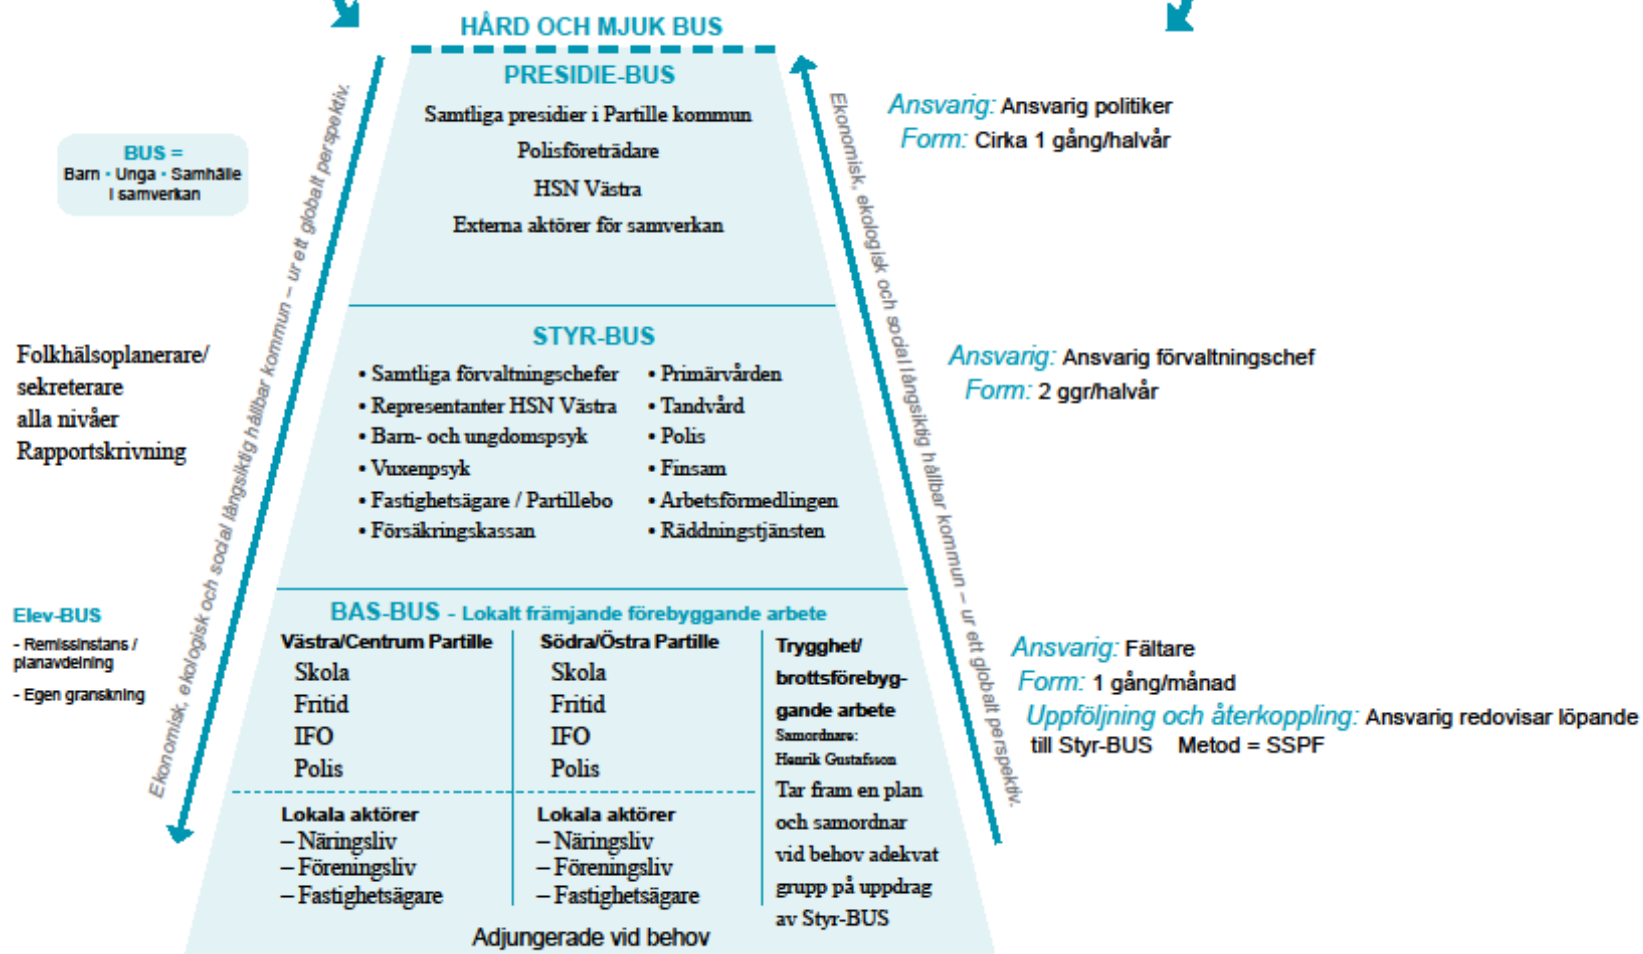 HÅRD OCH MJUK BUS
PRESIDIE-BUS
Samtliga presidier i Partille kommun
Polisföreträdare
HSN Västra
Externa aktörer för samverkan
Ansvarig: Ansvarig politiker
Form: Cirka 1 gång/halvår
BUS =
Barn • Unga • Samhälle
I samverkan
Ekonomisk, ekologisk och social långsiktig hållbar kommun – ur ett globalt perspektiv.
Ekonomisk, ekologisk och social långsiktig hållbar kommun – ur ett globalt perspektiv.
Folkhälsoplanerare/
sekreterare
alla nivåer
Rapportskrivning
STYR-BUS
• Samtliga förvaltningschefer
• Representanter HSN Västra
• Barn- och ungdomspsyk
• Vuxenpsyk
• Fastighetsägare / Partillebo
• Försäkringskassan
• Primärvården
• Tandvård
• Polis
• Finsam
• Arbetsförmedlingen
• Räddningstjänsten
Ansvarig: Ansvarig förvaltningschef
Form: 2 ggr/halvår
Elev-BUS
- Remissinstans /
planavdelning
- Egen granskning
BAS-BUS - Lokalt främjande förebyggande arbete
Västra/Centrum Partille
Skola
Fritid
IFO
Polis
Lokala aktörer
– Näringsliv
– Föreningsliv
– Fastighetsägare
Södra/Östra Partille
Skola
Fritid
IFO
Polis
Lokala aktörer
– Näringsliv
– Föreningsliv
– Fastighetsägare
Trygghet/
brottsförebyg-
gande arbete
Samordnare:
Henrik Gustafsson
Tar fram en plan
och samordnar
vid behov adekvat
grupp på uppdrag
av Styr-BUS
Adjungerade vid behov
Ansvarig: Fältare
Form: 1 gång/månad
Uppföljning och återkoppling: Ansvarig redovisar löpande
till Styr-BUS Metod = SSPF